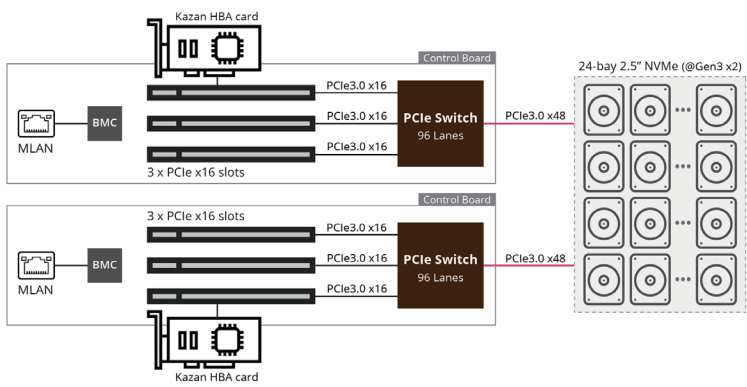 Kazan HBA card
Control Board
24-bay 2.5” NVMe (@Gen3 x2)
PCIe3.0 x16
PCIe3.0 x16
PCIe3.0 x16
BMC
MLAN
PCIe Switch
96 Lanes
PCIe3.0 x48
3 x PCIe x16 slots
Control Board
3 x PCIe x16 slots
PCIe3.0 x16
PCIe3.0 x16
PCIe3.0 x16
BMC
MLAN
PCIe Switch
96 Lanes
PCIe3.0 x48
Kazan HBA card